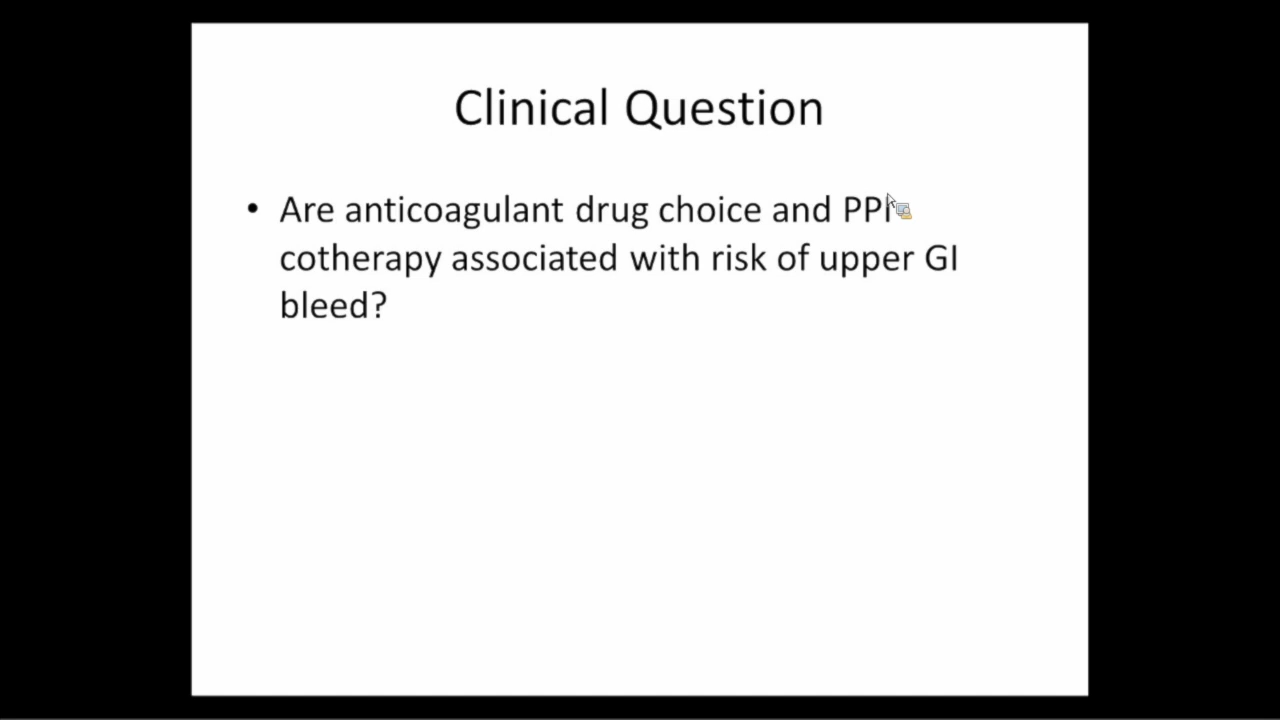 Clinical Question
• Are anticoagulant drug choice and PPI
cotherapy associated with risk of upper GI
bleed?